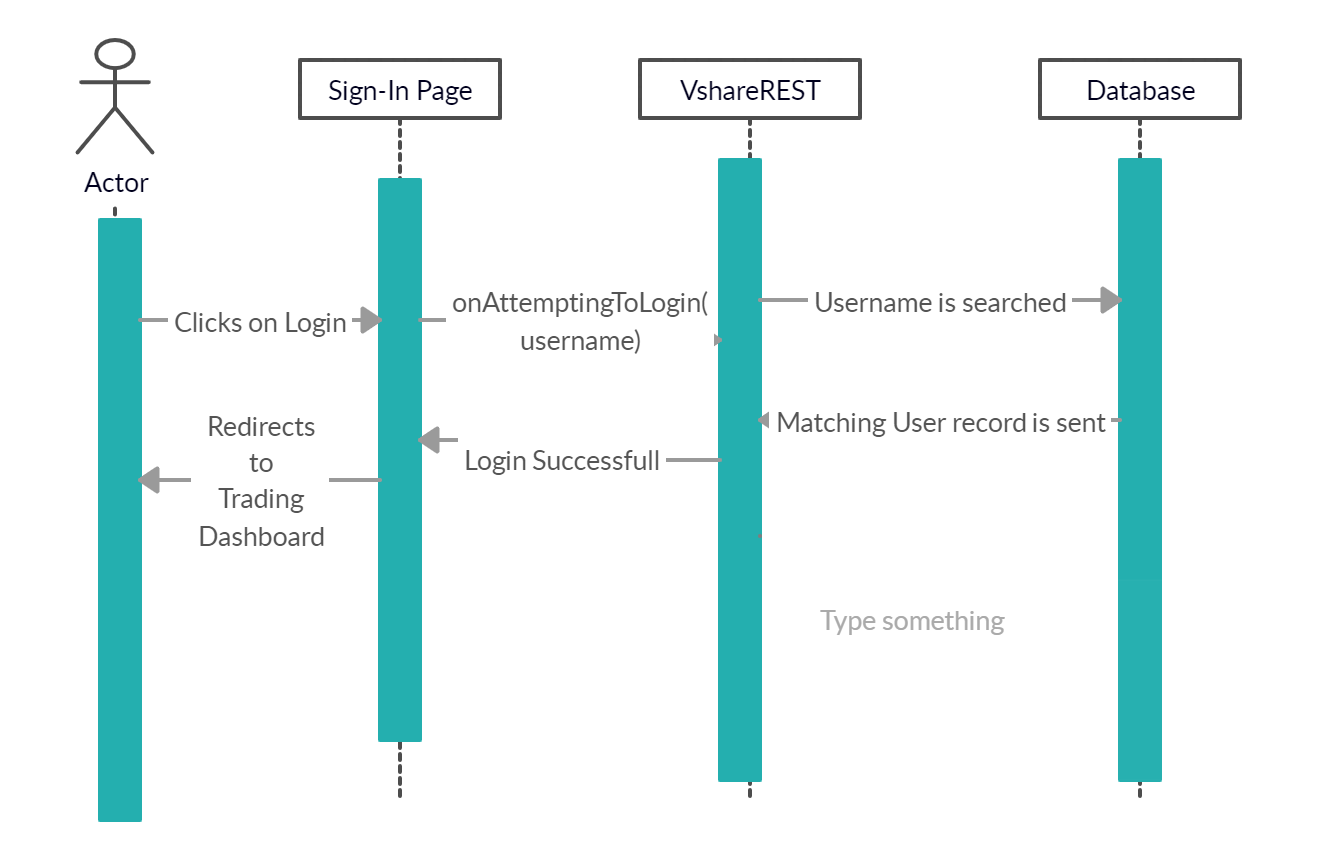 Sign-In Page
VshareREST
Database
Actor
Clicks on Login
onAttemptingToLogin(
username)
Username is searched
Redirects
to
Trading
Dashboard
Login Successfull
Matching User record is sent
Type something